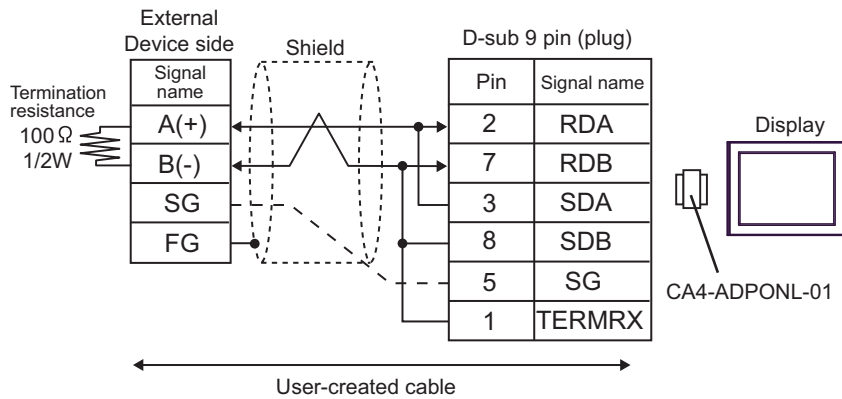 External
Device side
Shield
D-sub 9 pin (plug)
Signal
name
Pin
Signal name
Termination
resistance
100 Ω
1/2W
A(+)
2
RDA
Display
B(-)
7
RDB
SG
3
SDA
FG
8
SDB
5
SG
CA4-ADPONL-01
1
TERMRX
User-created cable